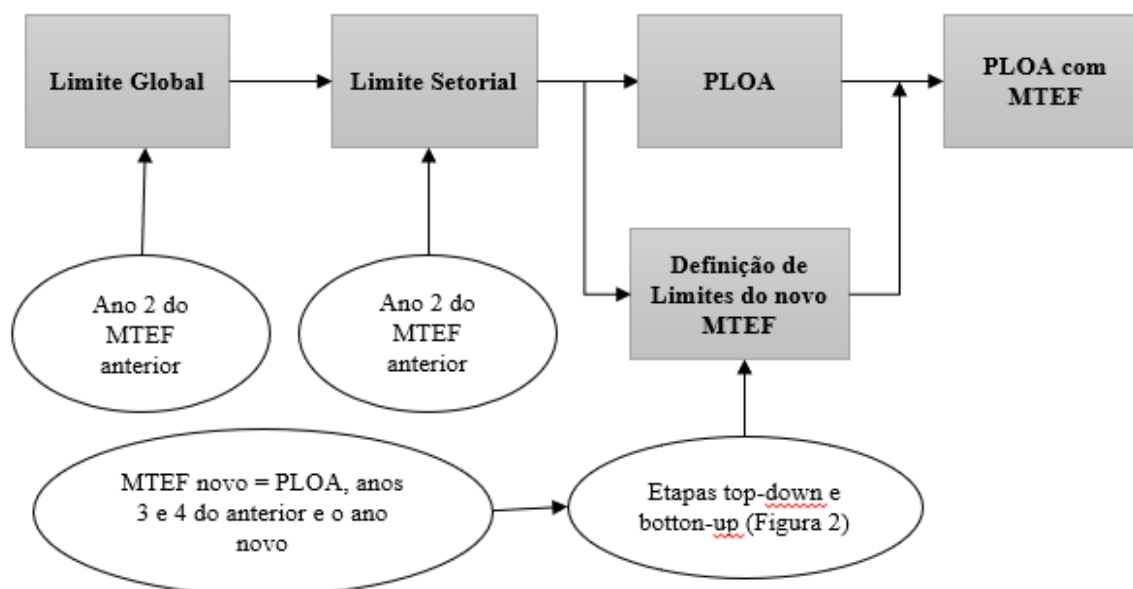 Limite Global
Limite Setorial
PLOA
PLOA com
MTEF
Definição de
Limites do novo
MTEF
Ano 2 do
MTEF
anterior
Ano 2 do
MTEF
anterior
MTEF novo = PLOA, anos
3 e 4 do anterior e o ano
novo
Etapas top-down e
botton-up (Figura 2)